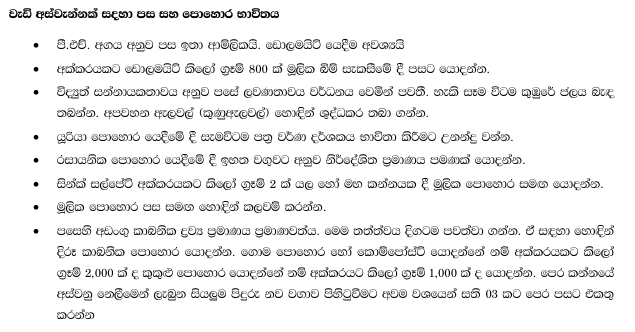 වැඩි අස්වැන්නක් සඳහා පස සහ පොහොර භාවිතය
• පී.එච්. අගය අනුව පස ඉතා ආම්ලිකයි. ඩොලමයිට් යෙදීම අවශ්‍යයි
• අක්කරයකට ඩොලමයිට් කිලෝ ග්‍රෑම් 800 ක් මූලික බිම් සැකසීමේ දී පසට යොදන්න.
• විද්‍යුත් සන්නායකතාවය අනුව පසේ ලවණතාවය වර්ධනය වෙමින් පවතී. හැකි සෑම විටම කුඹුරේ ජලය බැඳ
තබන්න. අපවහන ඇලවල් (කුණුඇලවල්) හොඳින් ශුද්ධකර තබා ගන්න.
• යූරියා පොහොර යෙදීමේ දී සැමවිටම පත්‍ර වර්ණ දර්ශකය භාවිතා කිරීමට උනන්දු වන්න.
• රසායනික පොහොර යෙදීමේ දී ඉහත වගුවට අනුව නිර්දේශිත ප්‍රමාණය පමණක් යොදන්න.
• සින්ක් සල්පේට් අක්කරයකට කිලෝ ග්‍රෑම් 2 ක් යල හෝ මහ කන්නයක දී මූලික පොහොර සමඟ යොදන්න.
• මූලික පොහොර පස සමඟ හොඳින් කලවම් කරන්න.
• පසෙහි අඩංගු කාබනික ද්‍රව්‍ය ප්‍රමාණය ප්‍රමාණවත්ය. මෙම තත්ත්වය දිගටම පවත්වා ගන්න. ඒ සඳහා හොඳින්
දිරූ කාබනික පොහොර යොදන්න. ගොම පොහොර හෝ කොම්පෝස්ට් යොදන්නේ නම් අක්කරයකට කිලෝ
ග්‍රෑම් 2,000 ක් ද කුකුළු පොහොර යොදන්නේ නම් අක්කරයට කිලෝ ග්‍රෑම් 1,000 ක් ද යොදන්න. පෙර කන්නයේ
අස්වනු නෙලීමෙන් ලැබුන සියලුම පිදුරු නව වගාව පිහිටුවීමට අවම වශයෙන් සති 03 කට පෙර පසට එකතු
කරන්න